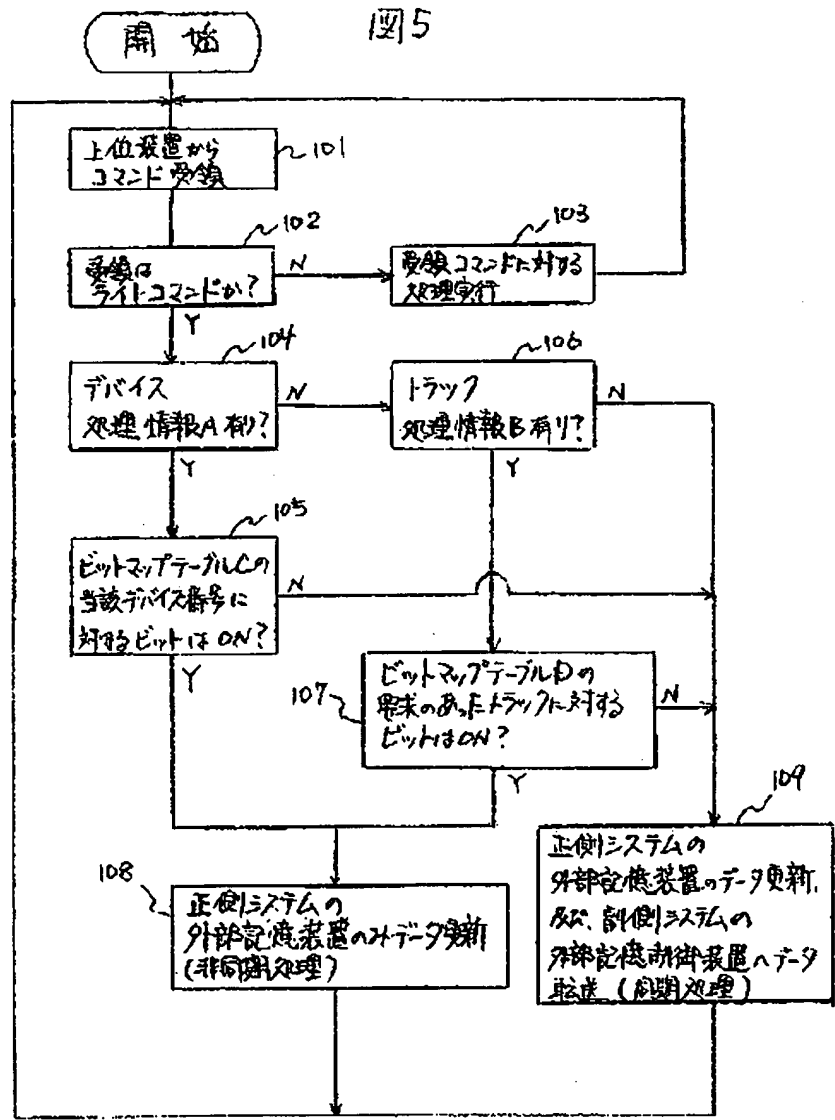 図5
開始
上位装置から
コマンド受領
101
102
受領は
ライトコマンドか?
N
Y
103
受領コマンドに対する
処理実行
104
デバイス
処理情報A有り?
N
Y
106
トラック
処理情報B有り?
N
Y
105
ビットマップテーブルCの
当該デバイス番号に
対するビットはON?
N
Y
107
ビットマップテーブルDの
要求のあったトラックに対する
ビットはON?
N
Y
108
正側システムの
外部記憶装置のみデータ更新
(非同期処理)
109
正側システムの
外部記憶装置のデータ更新,
及び、副側システムの
外部記憶制御装置へデータ
転送(同期処理)